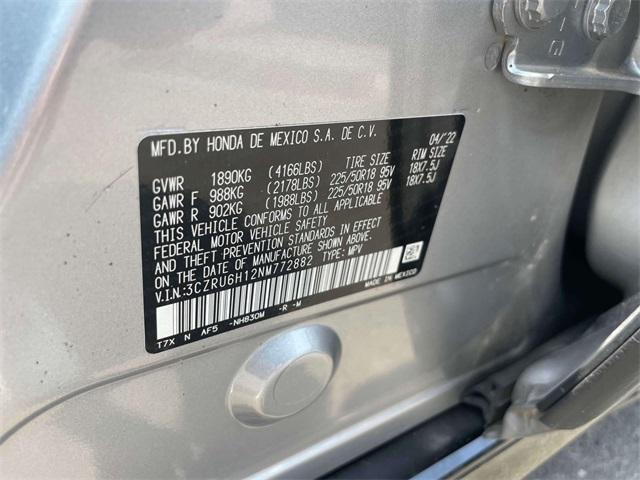 MFD.BY HONDA DE MEXICO S.A. DE C.V. 04/'22
GVWR 1890KG (4166LBS) TIRE SIZE RIM SIZE
GAWR F 988KG (2178LBS) 225/50R18 95V 18X7.5J
GAWR R 902KG (1988LBS) 225/50R18 95V 18X7.5J
THIS VEHICLE CONFORMS TO ALL APPLICABLE
FEDERAL MOTOR VEHICLE SAFETY
AND THEFT PREVENTION STANDARDS IN EFFECT
ON THE DATE OF MANUFACTURE SHOWN ABOVE.
V.I.N.:3CZRU6H12NM772882 TYPE: MPV
MADE IN MEXICO
T7X N AF5 -NH830M -R -M